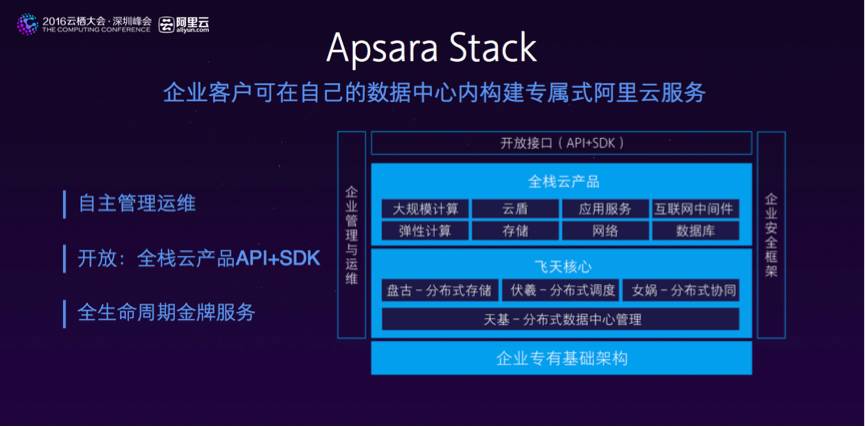 2016云栖大会·深圳峰会
THE COMPUTING CONFERENCE
阿里云
aliyun.com
Apsara Stack
企业客户可在自己的数据中心内构建专属式阿里云服务
自主管理运维
开放：全栈云产品API+SDK
全生命周期金牌服务
企业管理与运维
开放接口（API+SDK）
全栈云产品
大规模计算 云盾 应用服务 互联网中间件
弹性计算 存储 网络 数据库
飞天核心
盘古－分布式存储 伏羲－分布式调度 女娲－分布式协同
天基－分布式数据中心管理
企业专有基础架构
企业安全框架